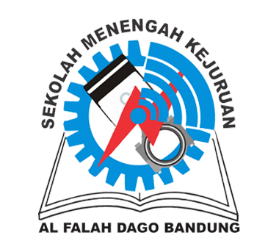 SEKOLAH MENENGAH KEJURUAN
AL FALAH DAGO BANDUNG